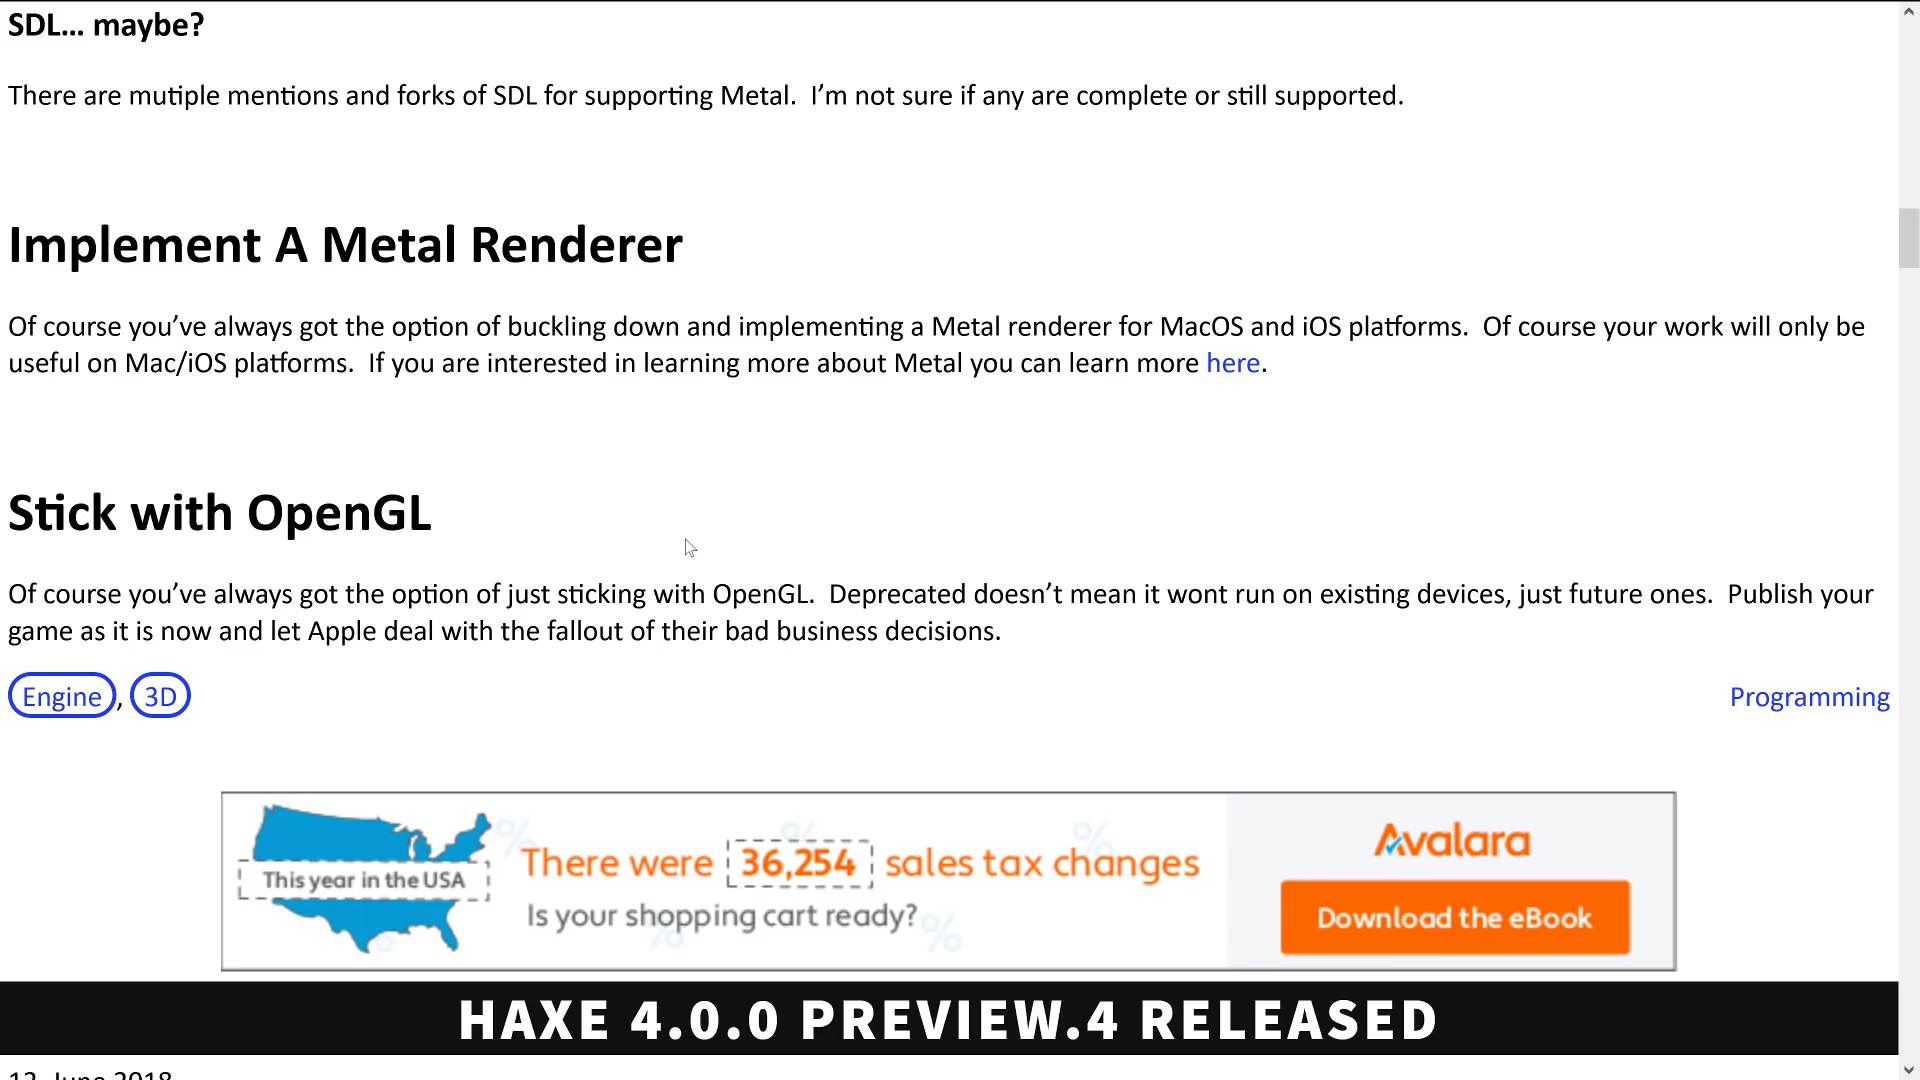 SDL… maybe?
There are mutiple mentions and forks of SDL for supporting Metal.  I’m not sure if any are complete or still supported.
Implement A Metal Renderer
Of course you’ve always got the option of buckling down and implementing a Metal renderer for MacOS and iOS platforms.  Of course your work will only be
useful on Mac/iOS platforms.  If you are interested in learning more about Metal you can learn more here.
Stick with OpenGL
Of course you’ve always got the option of just sticking with OpenGL.  Deprecated doesn’t mean it wont run on existing devices, just future ones.  Publish your
game as it is now and let Apple deal with the fallout of their bad business decisions.
Engine, 3D
Programming
This year in the USA
There were 36,254 sales tax changes
Is your shopping cart ready?
Avalara
Download the eBook
HAXE 4.0.0 PREVIEW.4 RELEASED